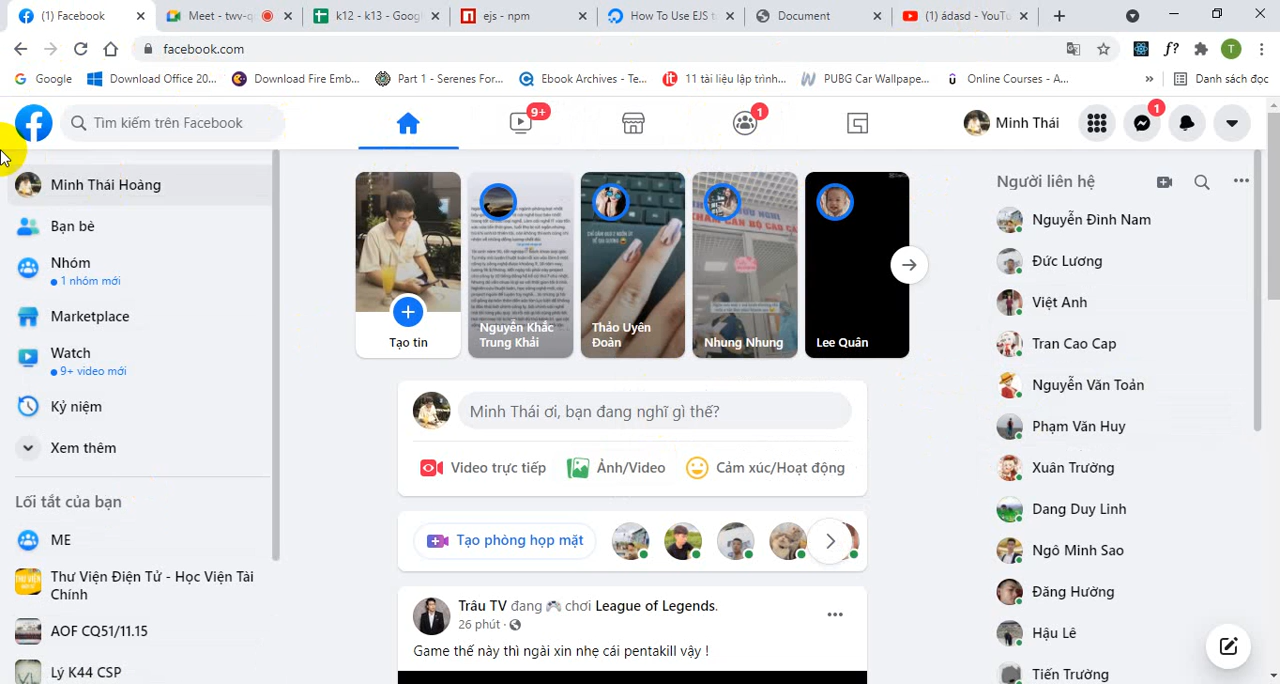 (1) Facebook
Meet - twv-q
k12 - k13 - Googl
ejs - npm
How To Use EJS t
Document
(1) ádasd - YouTu
facebook.com
T
Google
Download Office 20...
Download Fire Emb...
Part 1 - Serenes For...
Ebook Archives - Te...
11 tài liệu lập trình...
PUBG Car Wallpape...
Online Courses - A...
»
Danh sách đọc
Tìm kiếm trên Facebook
9+
1
Minh Thái
1
Minh Thái Hoàng
Bạn bè
Nhóm
1 nhóm mới
Marketplace
Watch
9+ video mới
Kỷ niệm
Xem thêm
Lối tắt của bạn
ME
Thư Viện Điện Tử - Học Viện Tài
Chính
AOF CQ51/11.15
Lý K44 CSP
Tạo tin
Nguyễn Khắc
Trung Khải
Thảo Uyên
Đoàn
Nhung Nhung
Lee Quân
Minh Thái ơi, bạn đang nghĩ gì thế?
Video trực tiếp
Ảnh/Video
Cảm xúc/Hoạt động
Tạo phòng họp mặt
Trâu TV đang 🎮 chơi League of Legends.
26 phút ·
Game thế này thì ngài xin nhẹ cái pentakill vậy !
Người liên hệ
Nguyễn Đinh Nam
Đức Lương
Việt Anh
Tran Cao Cap
Nguyễn Văn Toản
Phạm Văn Huy
Xuân Trường
Dang Duy Linh
Ngô Minh Sao
Đăng Hường
Hậu Lê
Tiến Trường